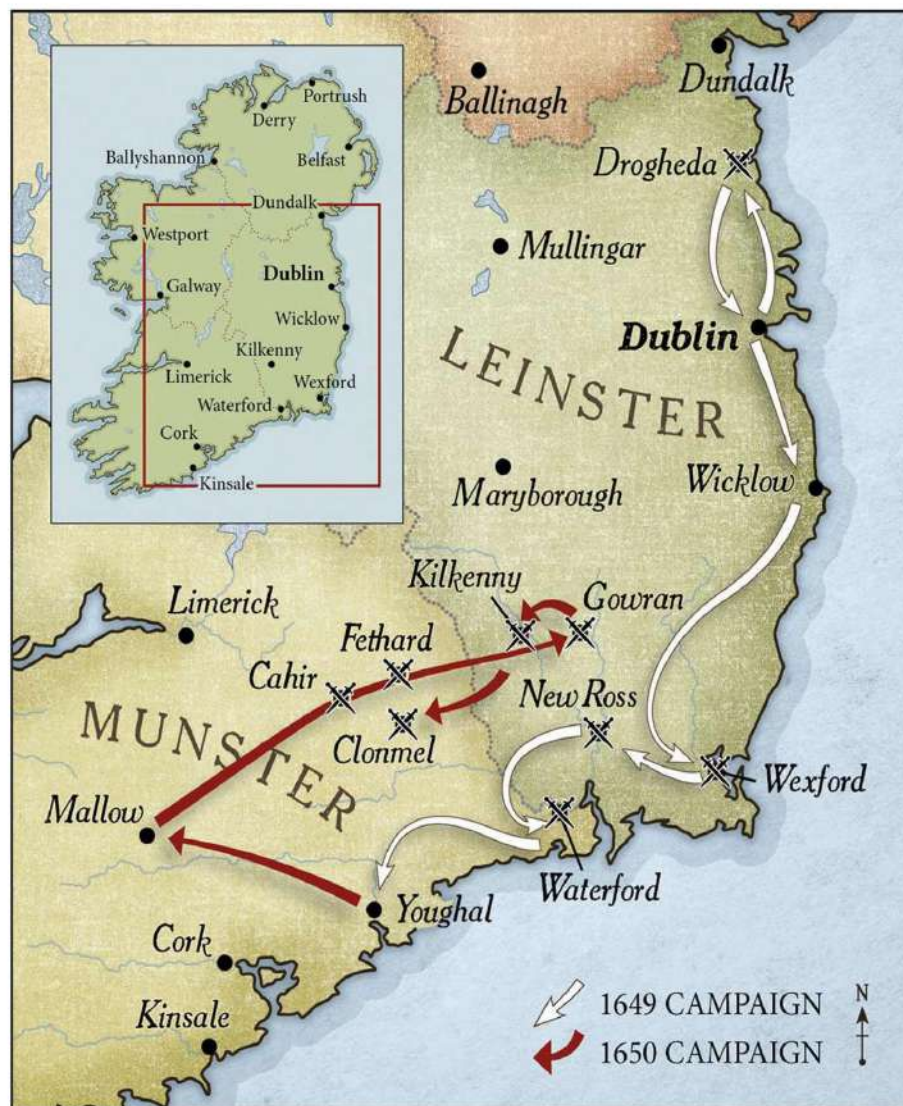 Portrush
Derry
Ballyshannon
Belfast
Dundalk
Westport
Dublin
Galway
Wicklow
Kilkenny
Limerick
Wexford
Waterford
Cork
Kinsale
Ballinagh
Dundalk
Drogheda
Mullingar
Dublin
LEINSTER
Maryborough
Wicklow
Kilkenny
Gowran
Limerick
Fethard
Cahir
New Ross
MUNSTER
Clonmel
Wexford
Mallow
Waterford
Youghal
Cork
Kinsale
1649 CAMPAIGN
N
1650 CAMPAIGN